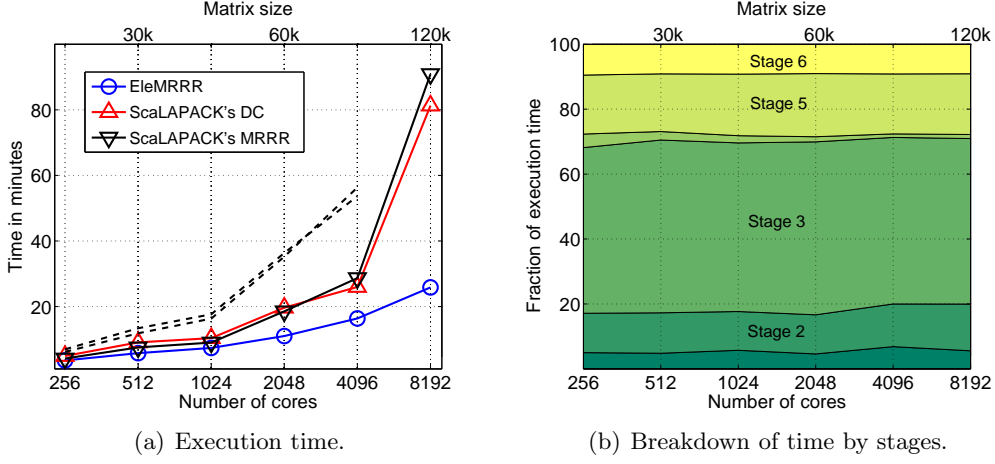 Matrix size
30k 60k 120k
80
60
40
20
Time in minutes
EleMRRR
ScaLAPACK's DC
ScaLAPACK's MRRR
256 512 1024 2048 4096 8192
Number of cores
(a) Execution time.
Matrix size
30k 60k 120k
100
80
60
40
20
Fraction of execution time
Stage 6
Stage 5
Stage 3
Stage 2
256 512 1024 2048 4096 8192
Number of cores
(b) Breakdown of time by stages.